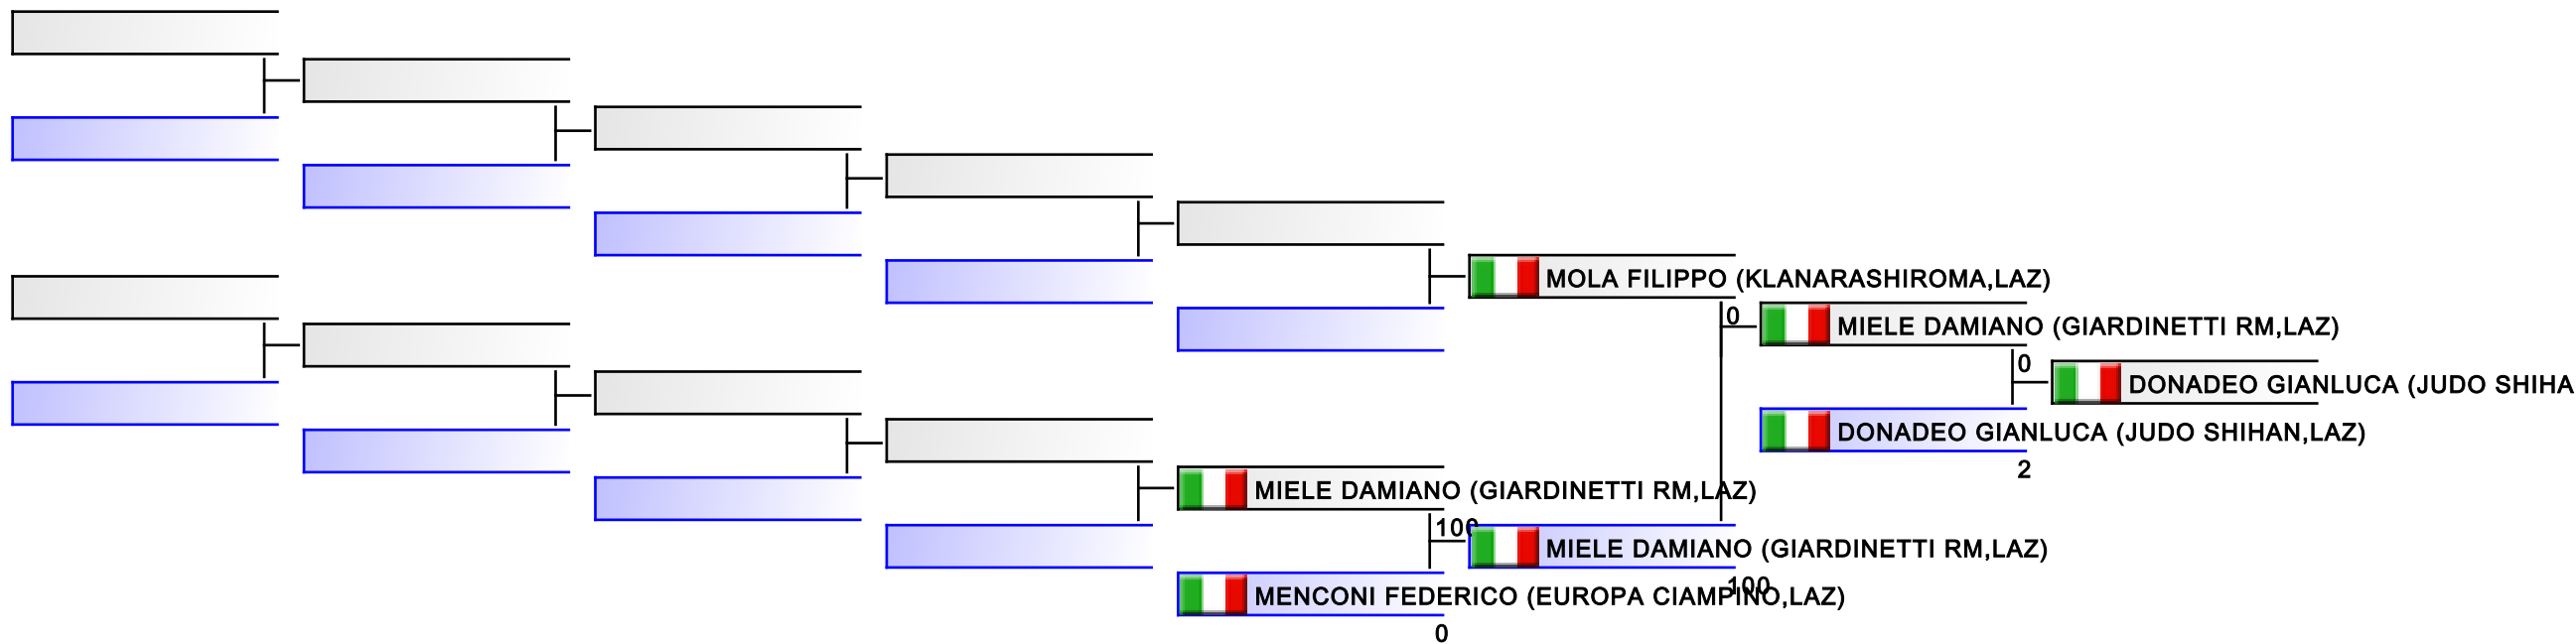 MOLA FILIPPO (KLANARASHIROMA,LAZ)
0
MIELE DAMIANO (GIARDINETTI RM,LAZ)
0
DONADEO GIANLUCA (JUDO SHIHA
DONADEO GIANLUCA (JUDO SHIHAN,LAZ)
2
MIELE DAMIANO (GIARDINETTI RM,LAZ)
100
MIELE DAMIANO (GIARDINETTI RM,LAZ)
100
MENCONI FEDERICO (EUROPA CIAMPINO,LAZ)
0